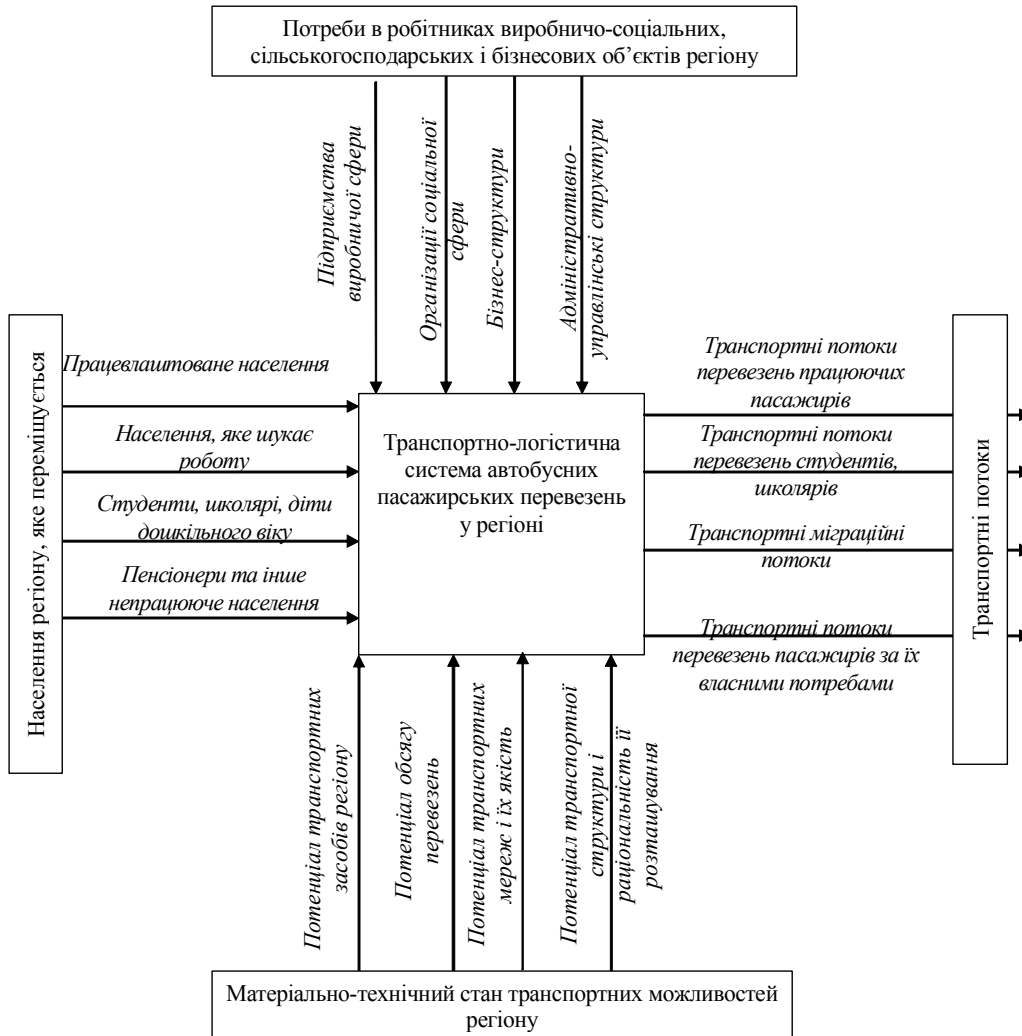 Потреби в робітниках виробничо-соціальних,
сільськогосподарських і бізнесових об’єктів регіону
Підприємства
виробничої сфери
Організації соціальної
сфери
Бізнес-структури
Адміністративно-
управлінські структури
Населення регіону, яке переміщується
Працевлаштоване населення
Населення, яке шукає
роботу
Студенти, школярі, діти
дошкільного віку
Пенсіонери та інше
непрацююче населення
Транспортно-логістична
система автобусних
пасажирських перевезень
у регіоні
Транспортні потоки
перевезень працюючих
пасажирів
Транспортні потоки
перевезень студентів,
школярів
Транспортні міграційні
потоки
Транспортні потоки
перевезень пасажирів за їх
власними потребами
Транспортні потоки
Потенціал транспортних
засобів регіону
Потенціал обсягу
перевезень
Потенціал транспортних
мереж і їх якість
Потенціал транспортної
структури і
раціональність її
розташування
Матеріально-технічний стан транспортних можливостей
регіону